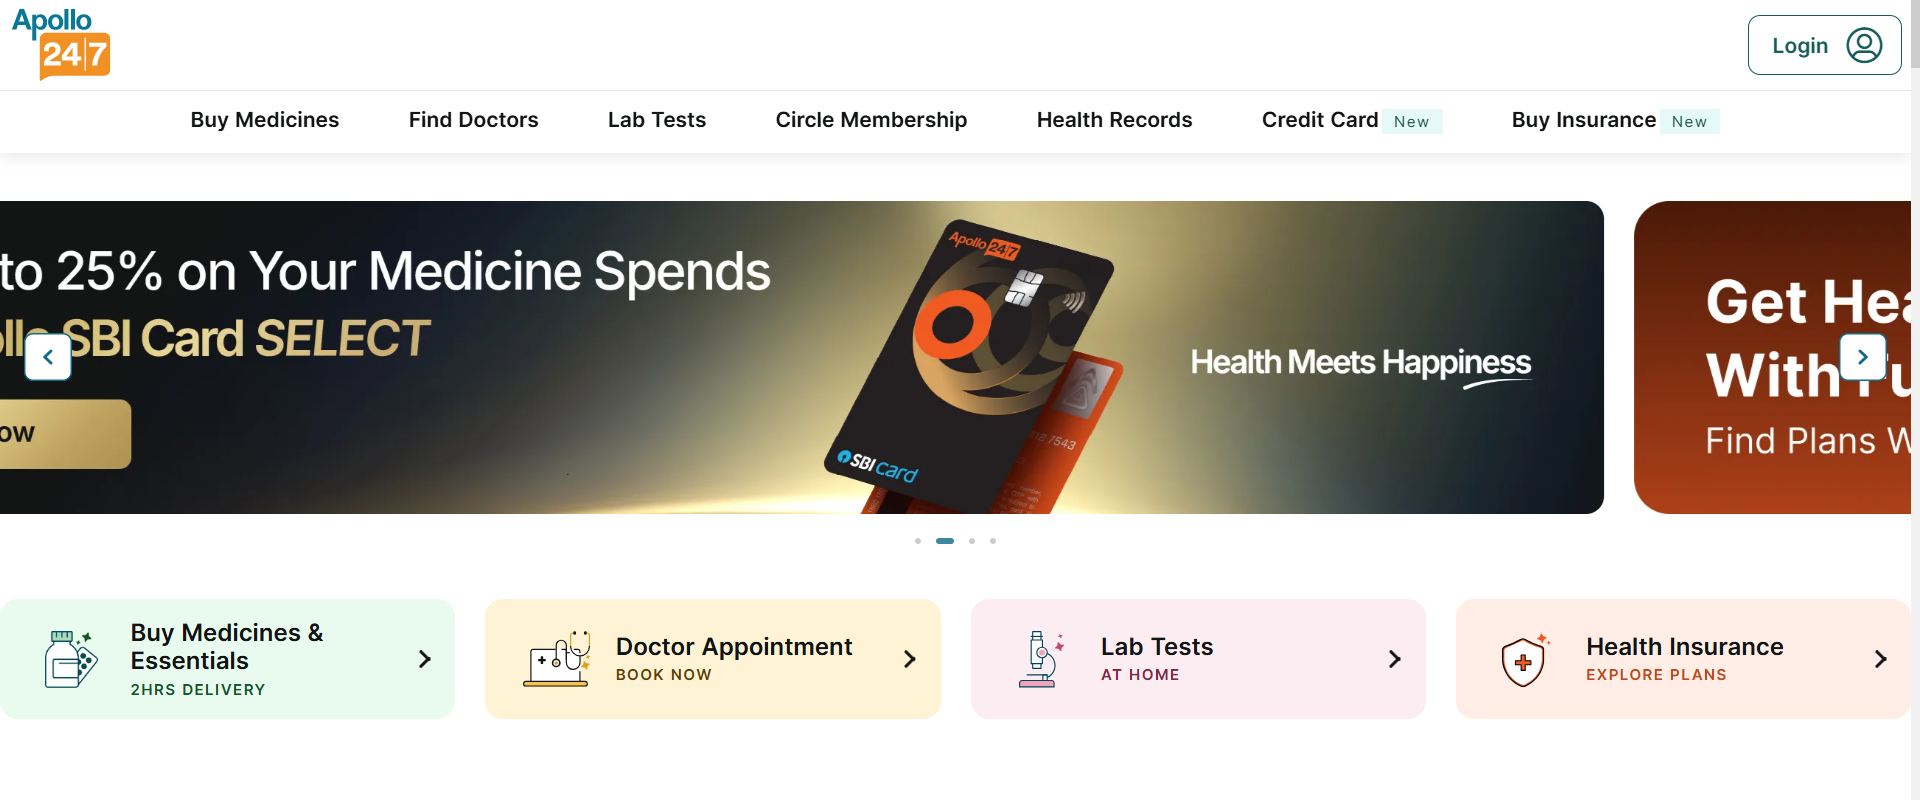 Apollo
24|7
Login
Buy Medicines
Find Doctors
Lab Tests
Circle Membership
Health Records
Credit Card New
Buy Insurance New
to 25% on Your Medicine Spends
SBI Card SELECT
Health Meets Happiness
Apollo 24|7
SBI card
7543
Get
With
Find Plans
Buy Medicines &
Essentials
2HRS DELIVERY
Doctor Appointment
BOOK NOW
Lab Tests
AT HOME
Health Insurance
EXPLORE PLANS